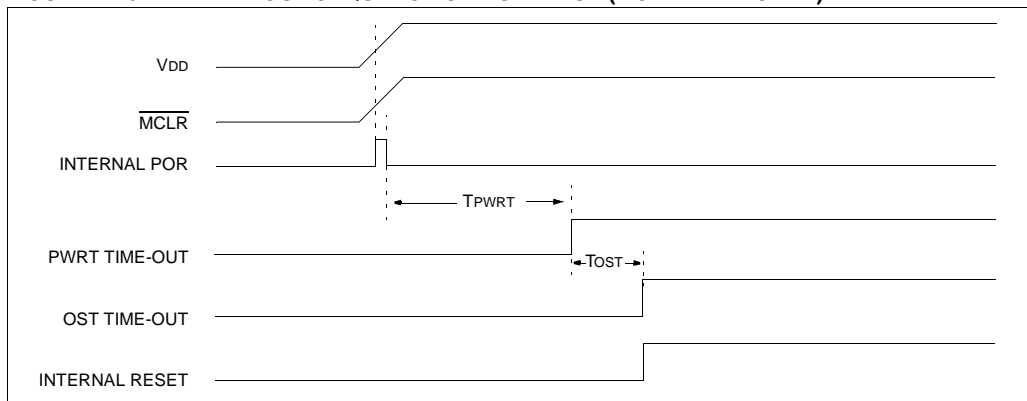 VDD
MCLR
INTERNAL POR
TPWRT
PWRT TIME-OUT
TOST
OST TIME-OUT
INTERNAL RESET